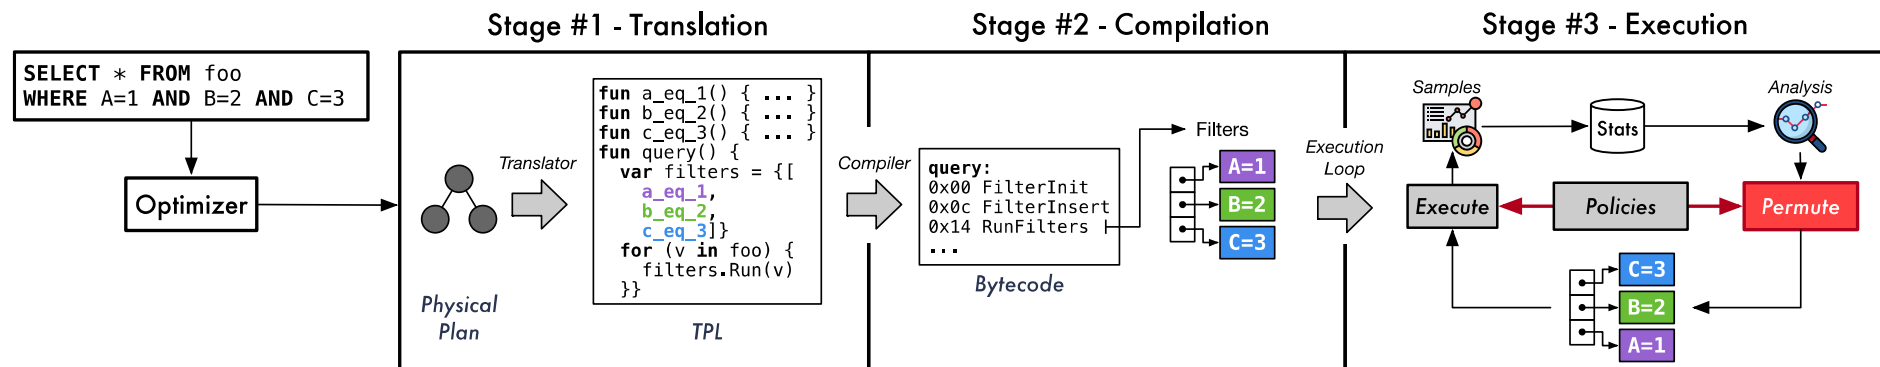 Stage #1 - Translation
Stage #2 - Compilation
Stage #3 - Execution
SELECT * FROM foo
WHERE A=1 AND B=2 AND C=3
Optimizer
Physical
Plan
Translator
fun a_eq_1() { ... }
fun b_eq_2() { ... }
fun c_eq_3() { ... }
fun query() {
var filters = {[
a_eq_1,
b_eq_2,
c_eq_3]}
for (v in foo) {
filters.Run(v)
}}
TPL
Compiler
query:
0x00 FilterInit
0x0c FilterInsert
0x14 RunFilters
...
Bytecode
Filters
A=1
B=2
C=3
Execution
Loop
Samples
Stats
Analysis
Execute
Policies
Permute
C=3
B=2
A=1